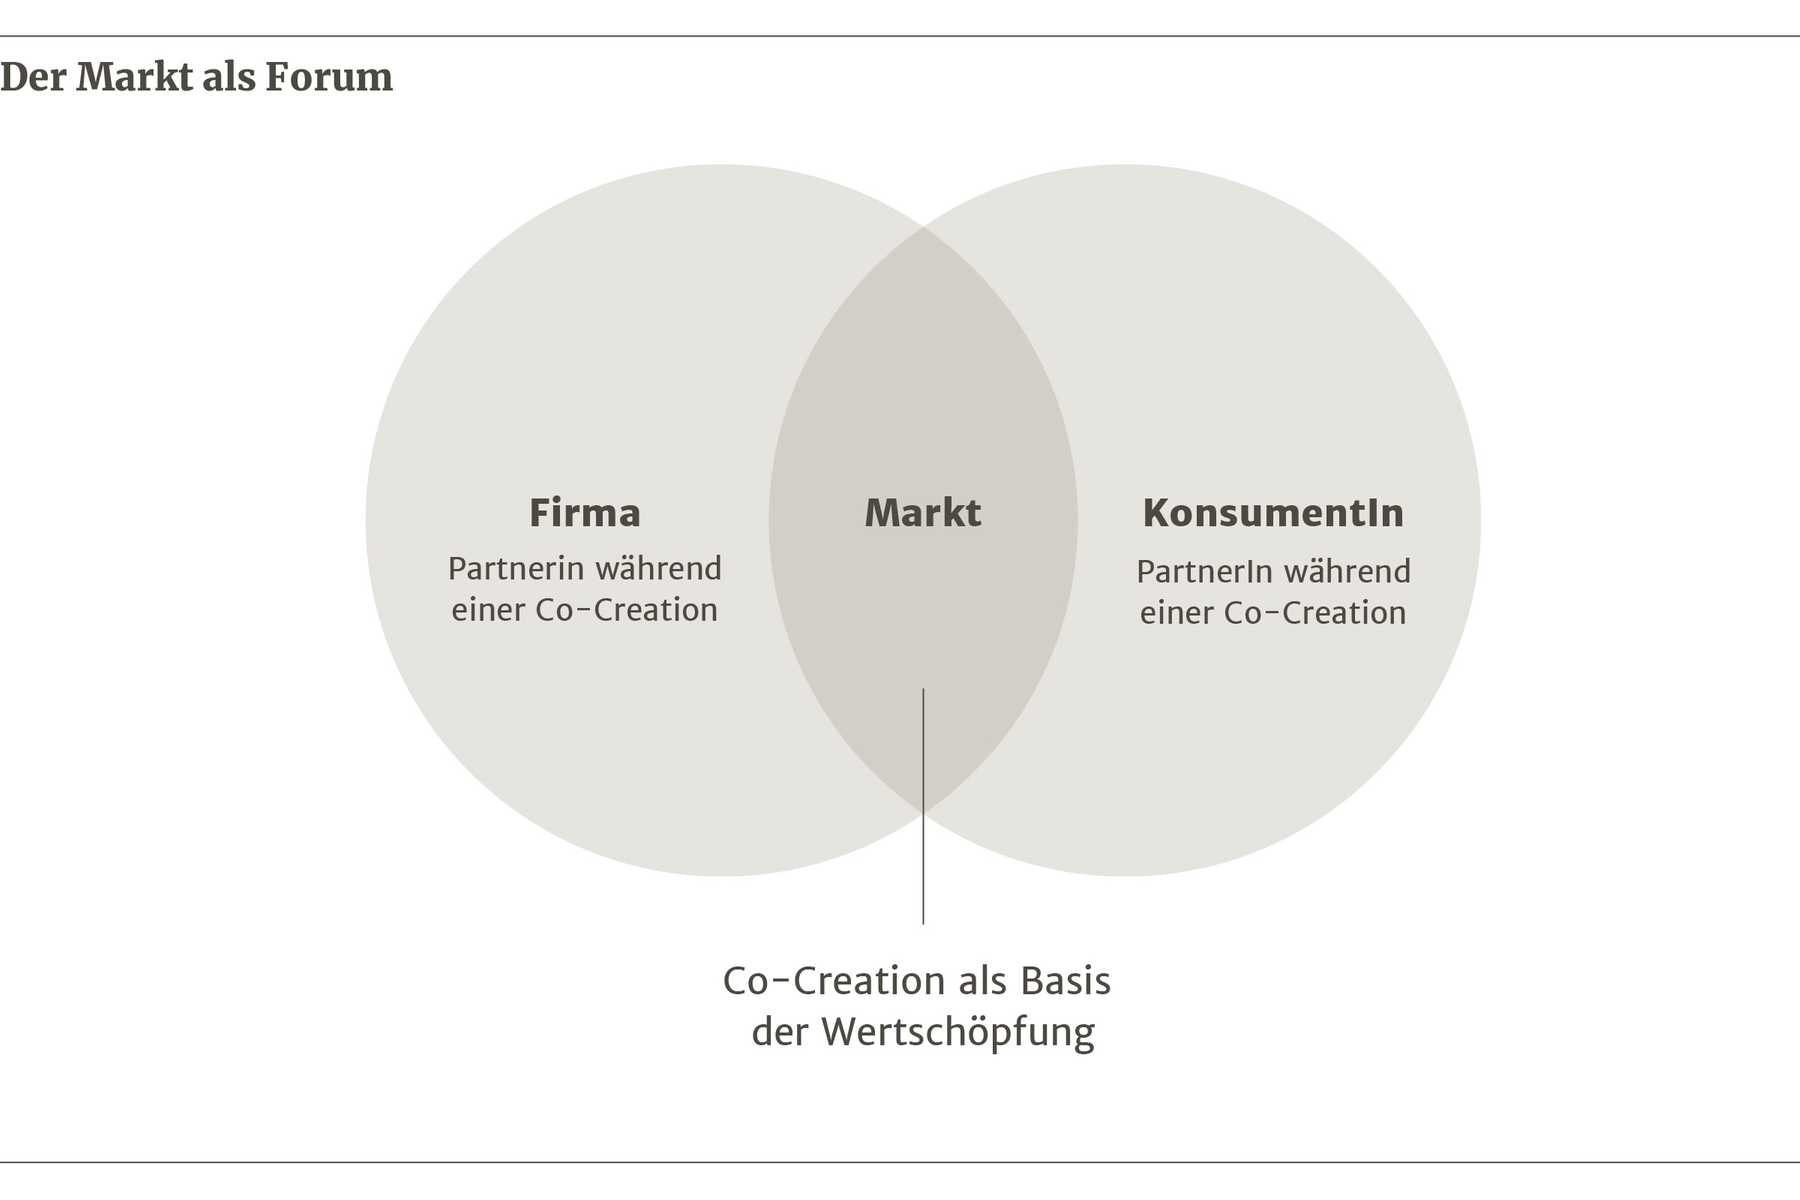 Der Markt als Forum
Firma
Partnerin während
einer Co-Creation
Markt
KonsumentIn
PartnerIn während
einer Co-Creation
Co-Creation als Basis
der Wertschöpfung